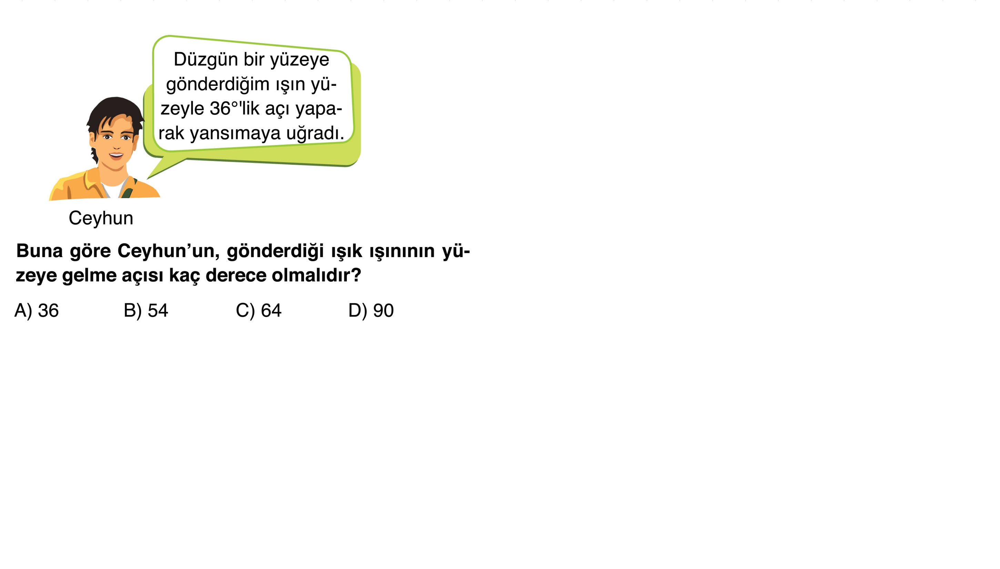 Düzgün bir yüzeye
gönderdiğim ışın yü-
zeyle 36°'lik açı yapa-
rak yansımaya uğradı.
Ceyhun
Buna göre Ceyhun’un, gönderdiği ışık ışınının yü-
zeye gelme açısı kaç derece olmalıdır?
A) 36 B) 54 C) 64 D) 90